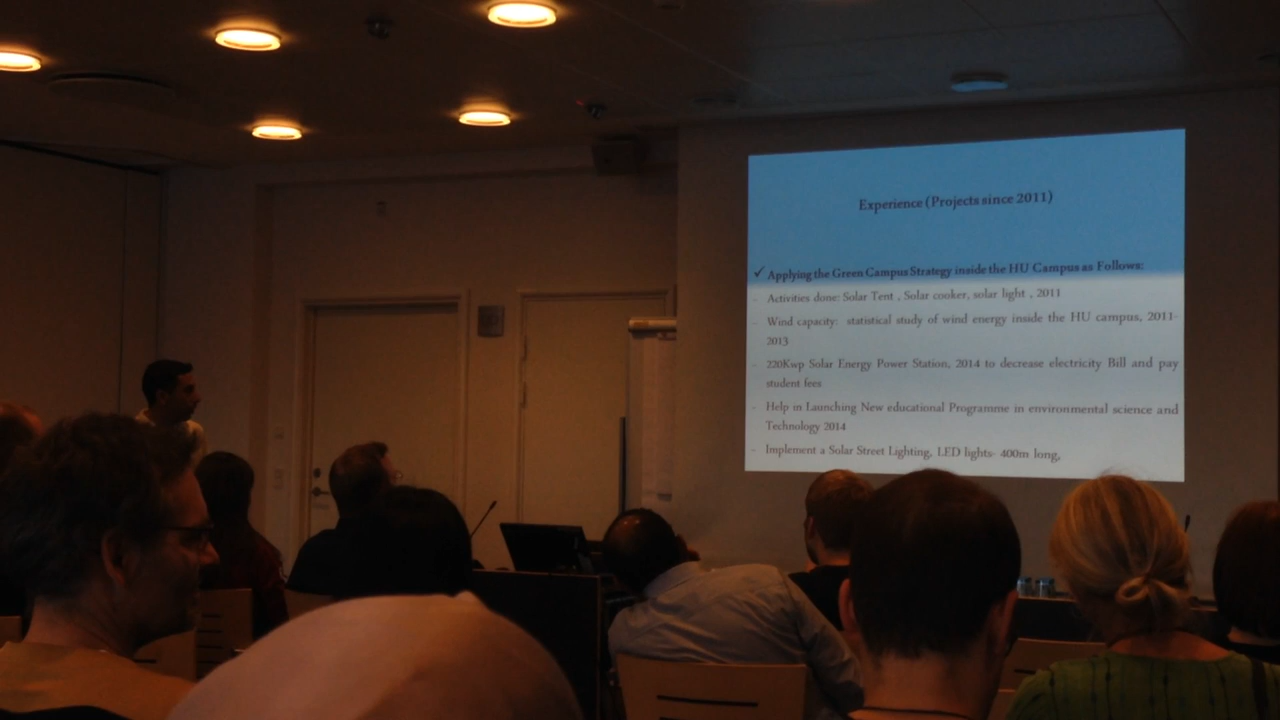 Experience (Projects since 2011)
✓ Applying the Green Campus Strategy inside the HU Campus as Follows:
- Activities done: Solar Tent , Solar cooker, solar light , 2011
- Wind capacity: statistical study of wind energy inside the HU campus, 2011-
2013
- 220Kwp Solar Energy Power Station, 2014 to decrease electricity Bill and pay
student fees
- Help in Launching New educational Programme in environmental science and
Technology 2014
- Implement a Solar Street Lighting, LED lights- 400m long,